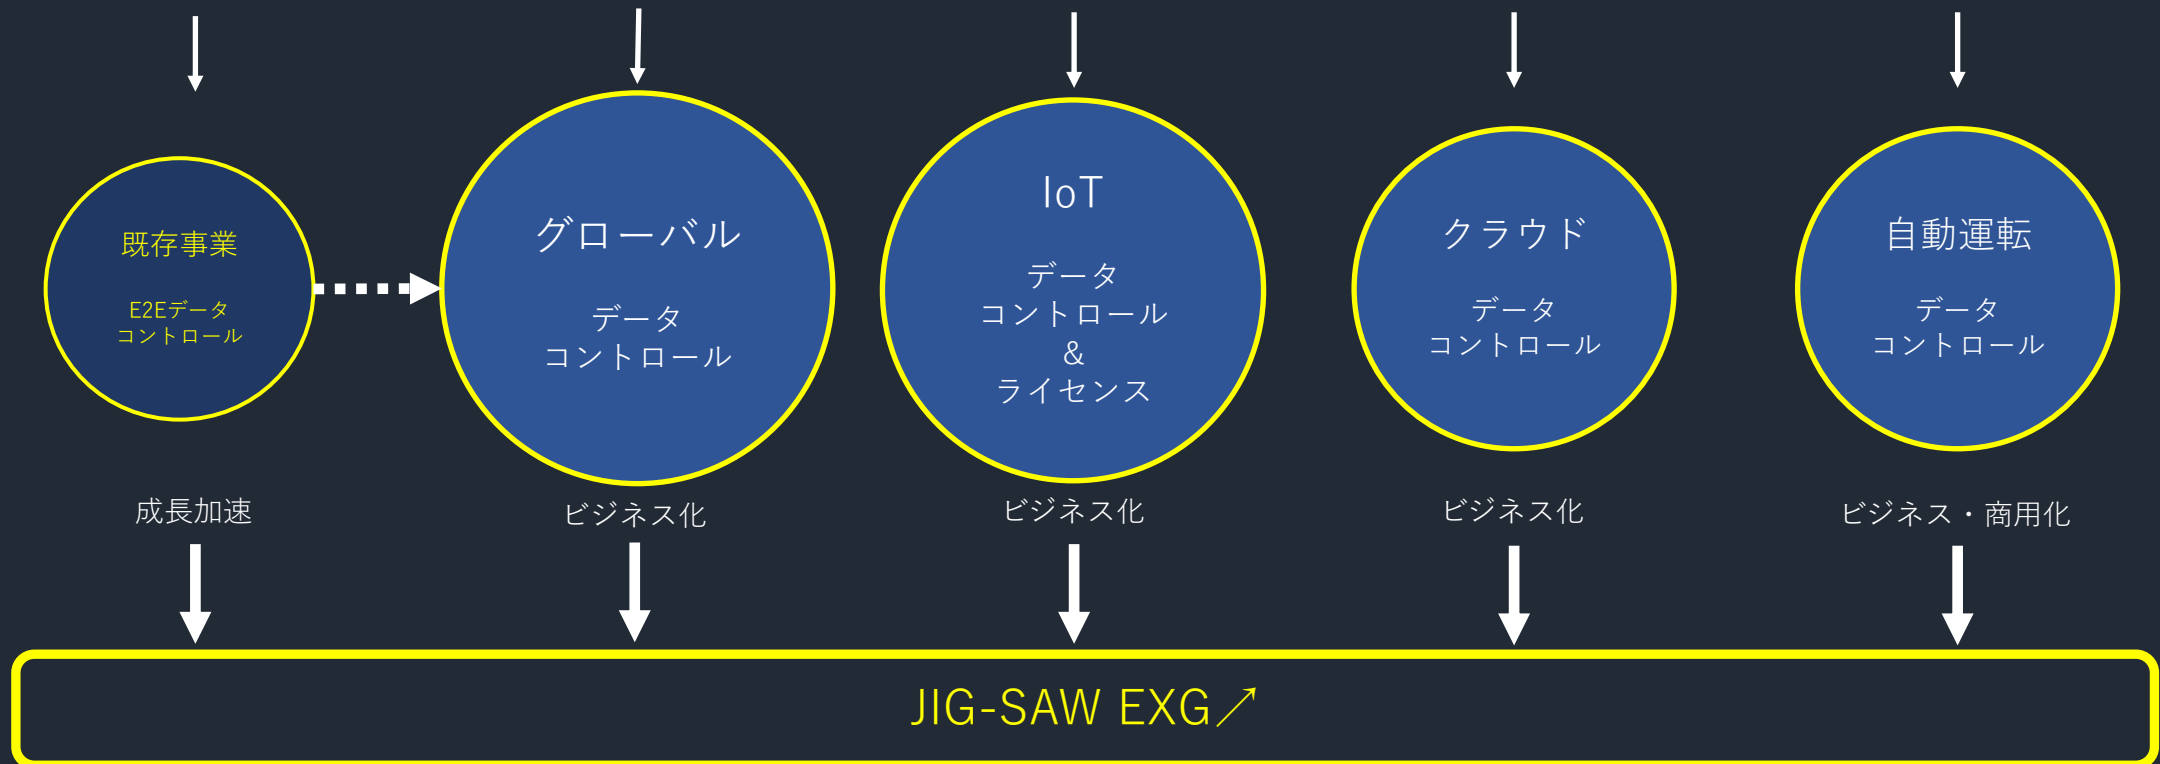 既存事業
E2Eデータ
コントロール
グローバル
データ
コントロール
IoT
データ
コントロール
&
ライセンス
クラウド
データ
コントロール
自動運転
データ
コントロール
成長加速
ビジネス化
ビジネス化
ビジネス化
ビジネス・商用化
JIG-SAW EXG↗